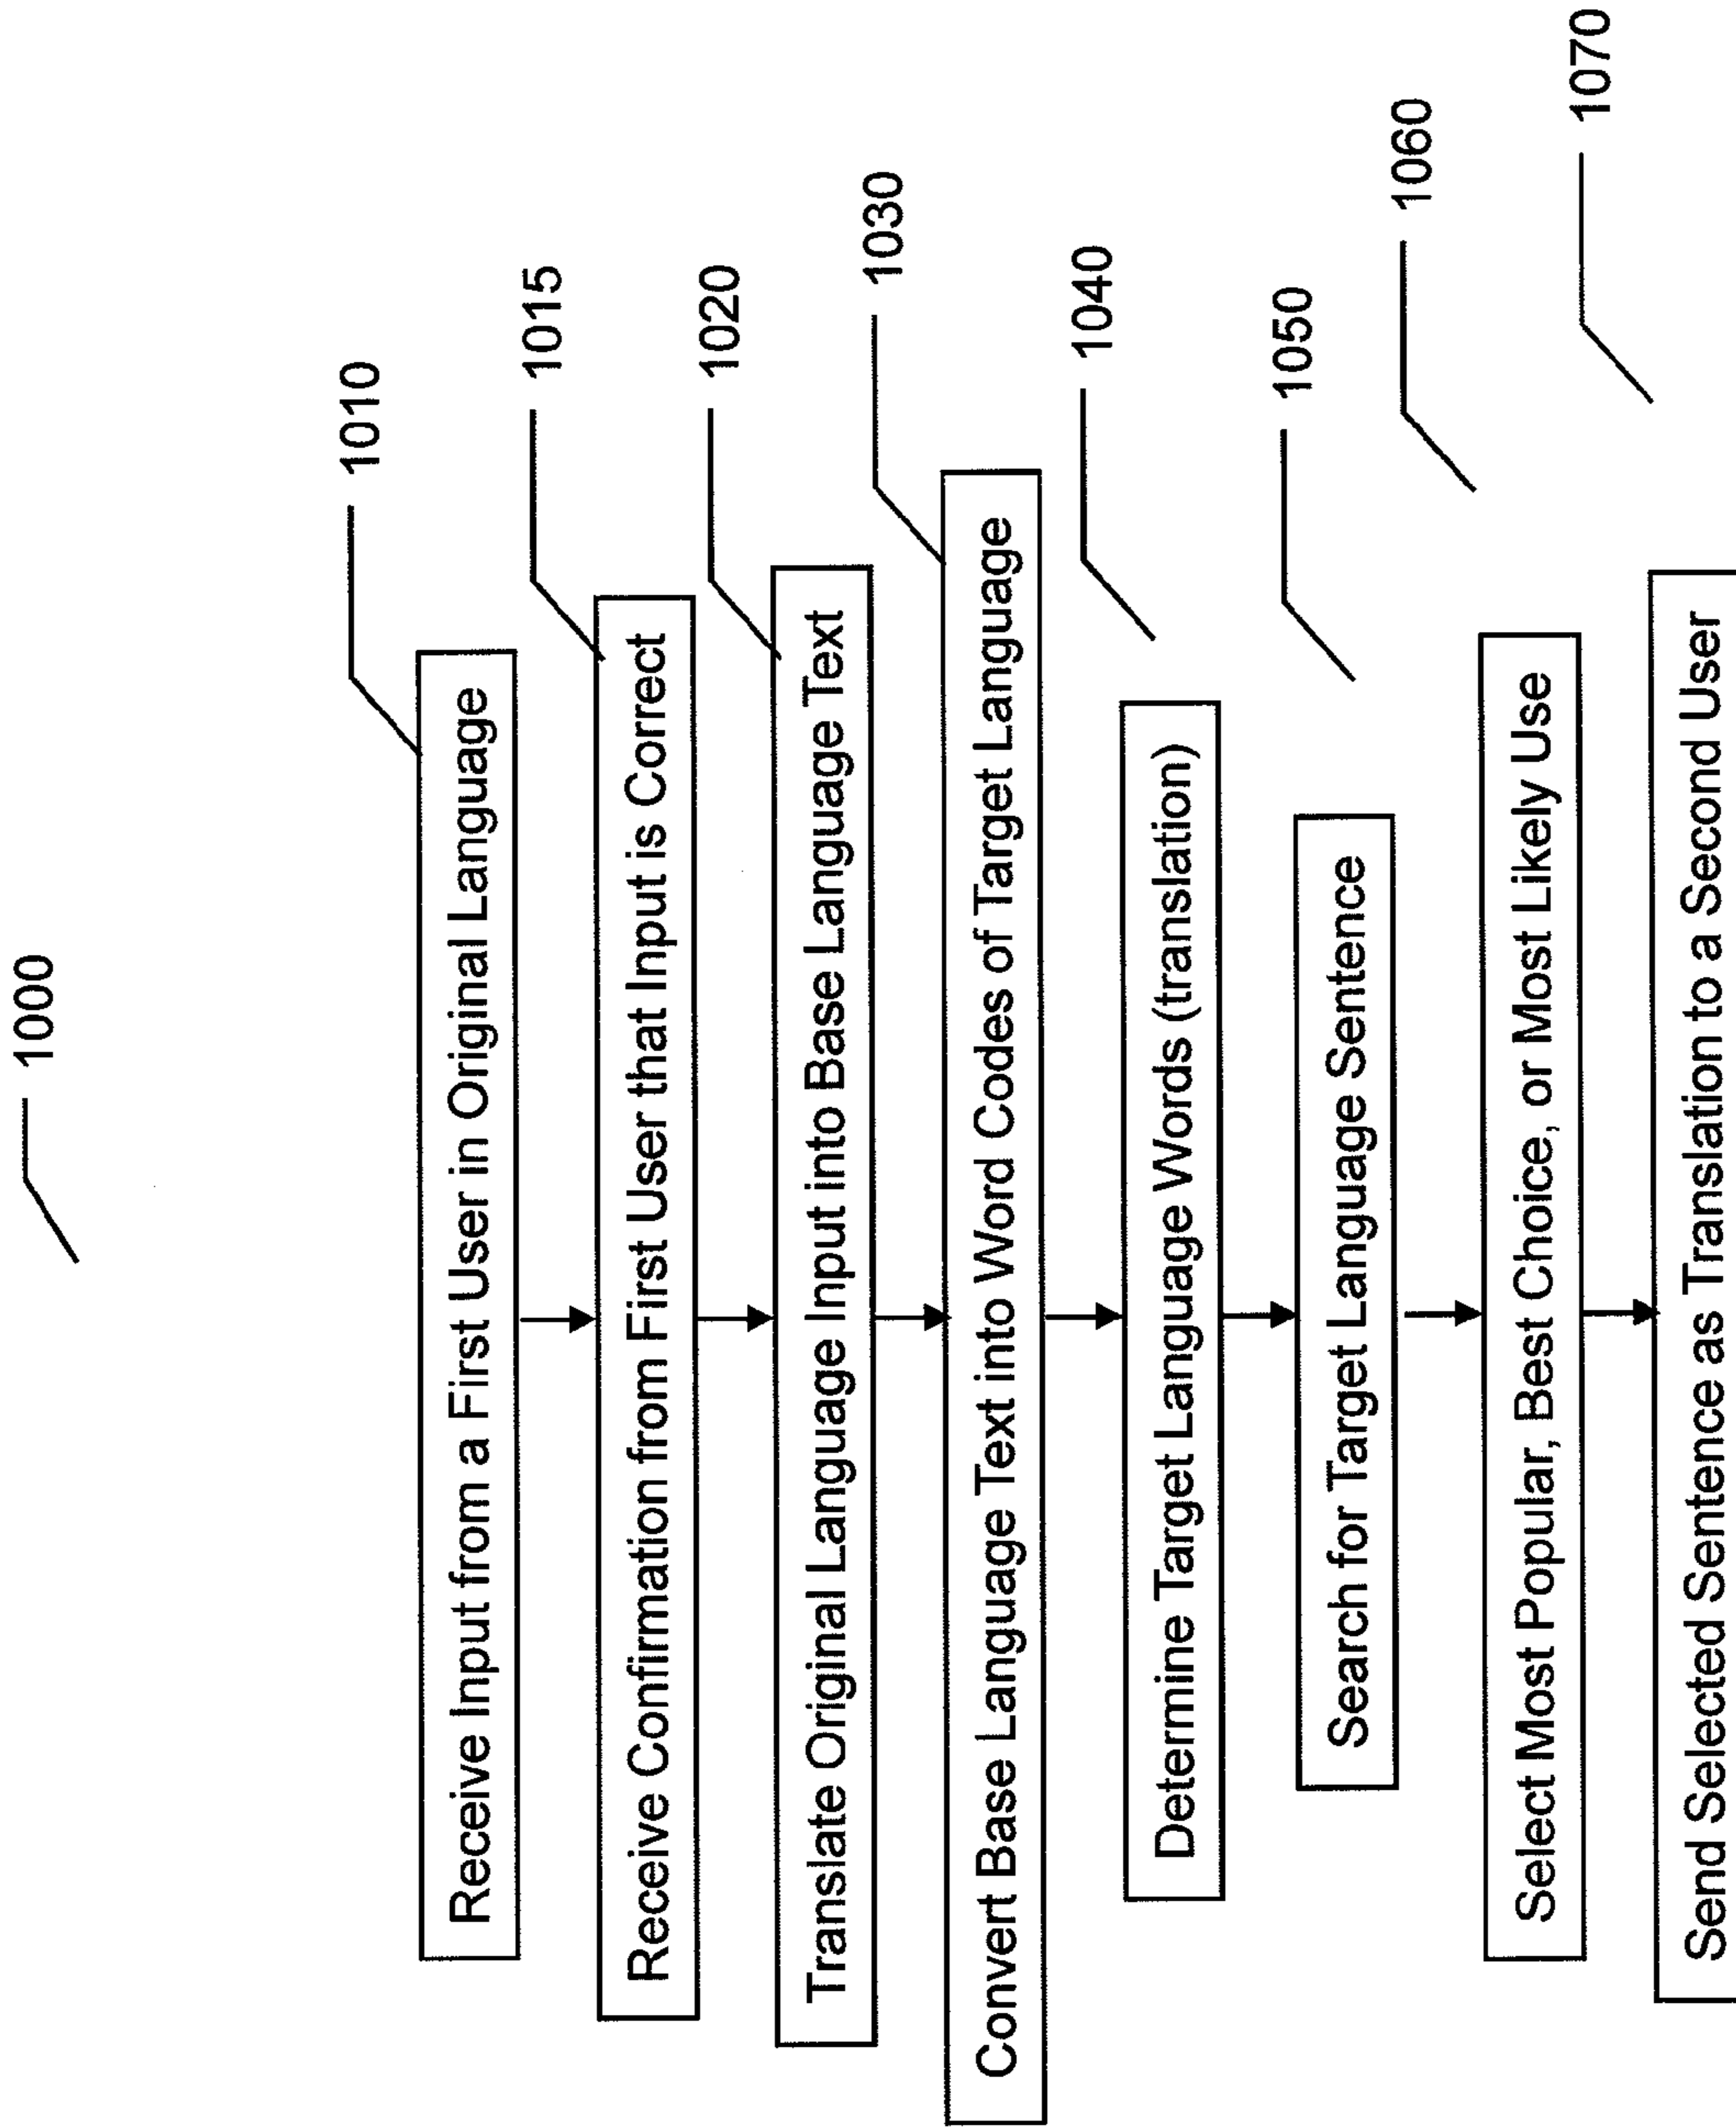 1000
1010
Receive Input from a First User in Original Language
1015
Receive Confirmation from First User that Input is Correct
1020
Translate Original Language Input into Base Language Text
1030
Convert Base Language Text into Word Codes of Target Language
1040
Determine Target Language Words (translation)
1050
Search for Target Language Sentence
1060
Select Most Popular, Best Choice, or Most Likely Use
1070
Send Selected Sentence as Translation to a Second User